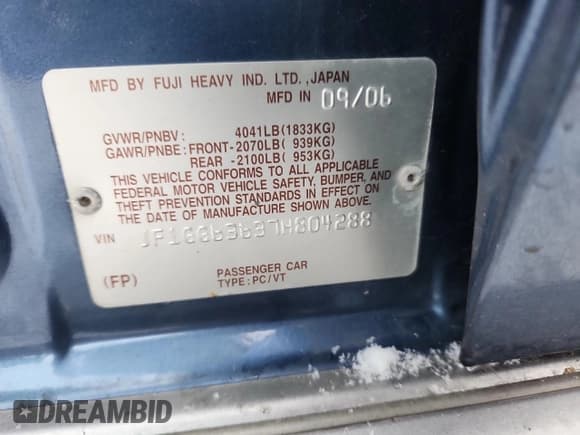 MFD BY FUJI HEAVY IND. LTD.,JAPAN
MFD IN 09/06
GVWR/PNBV: 4041LB(1833KG)
GAWR/PNBE: FRONT-2070LB( 939KG)
REAR -2100LB( 953KG)
THIS VEHICLE CONFORMS TO ALL APPLICABLE
FEDERAL MOTOR VEHICLE SAFETY, BUMPER, AND
THEFT PREVENTION STANDARDS IN EFFECT ON
THE DATE OF MANUFACTURE SHOWN ABOVE.
VIN JF1GG63637H804288
(FP) PASSENGER CAR
TYPE: PC/VT
DREAMBID